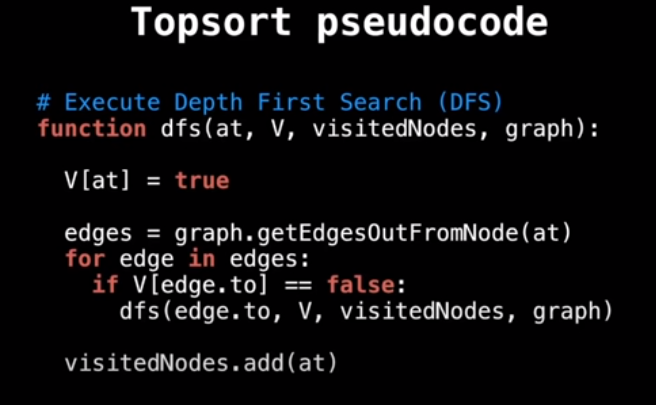 Topsort pseudocode
# Execute Depth First Search (DFS)
function dfs(at, V, visitedNodes, graph):
V[at] = true
edges = graph.getEdgesOutFromNode(at)
for edge in edges:
if V[edge.to] == false:
dfs(edge.to, V, visitedNodes, graph)
visitedNodes.add(at)